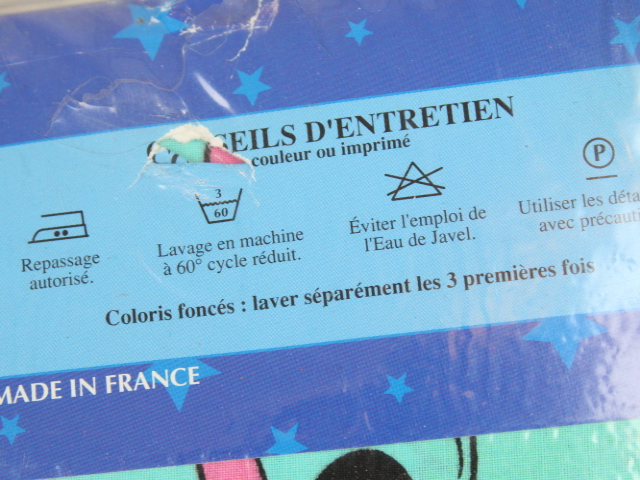 SEILS D'ENTRETIEN
couleur ou imprimé
3
60
P
Repassage
autorisé.
Lavage en machine
à 60° cycle réduit.
Éviter l'emploi de
l'Eau de Javel.
Utiliser les déta
avec précauti
Coloris foncés : laver séparément les 3 premières fois
MADE IN FRANCE